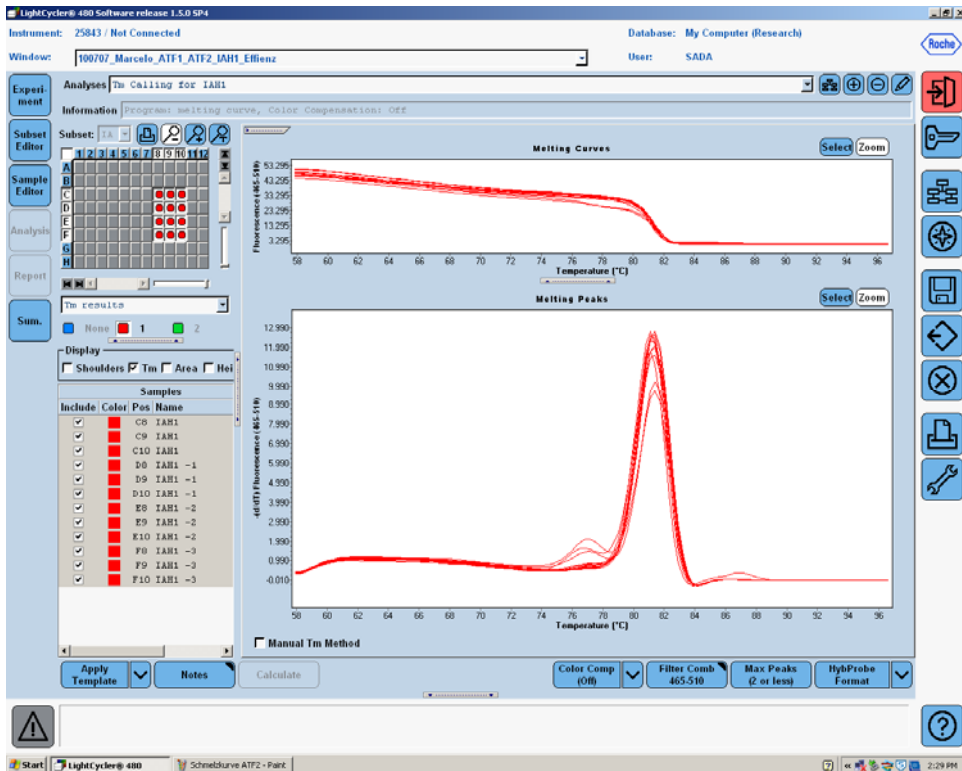 LightCycler® 480 Software release 1.5.0 SP4
Instrument: 25843 / Not Connected
Database: My Computer (Research)
Window: 100707_Marcelo_ATF1_ATF2_IAH1_Effienz
User: SADA
Roche
Experi-
ment
Subset
Editor
Sample
Editor
Analysis
Report
Sum.
Analyses Tm Calling for IAH1
Information Program: melting curve, Color Compensation: Off
Subset: IA
1 2 3 4 5 6 7 8 9 10 11 12
A
B
C
D
E
F
G
H
Tm results
None 1 2
Display
Shoulders Tm Area Hei
Samples
Include Color Pos Name
C8 IAH1
C9 IAH1
C10 IAH1
D8 IAH1 -1
D9 IAH1 -1
D10 IAH1 -1
E8 IAH1 -2
E9 IAH1 -2
E10 IAH1 -2
F8 IAH1 -3
F9 IAH1 -3
F10 IAH1 -3
Melting Curves
Select Zoom
Fluorescence (465-510)
53.295
43.295
33.295
23.295
13.295
3.295
58 60 62 64 66 68 70 72 74 76 78 80 82 84 86 88 90 92 94 96
Temperature (°C)
Melting Peaks
Select Zoom
-(d/dT) Fluorescence (465-510)
12.990
11.990
10.990
9.990
8.990
7.990
6.990
5.990
4.990
3.990
2.990
1.990
0.990
-0.010
58 60 62 64 66 68 70 72 74 76 78 80 82 84 86 88 90 92 94 96
Temperature (°C)
Manual Tm Method
Apply
Template
Notes
Calculate
Color Comp
(Off)
Filter Comb
465-510
Max Peaks
(2 or less)
HybProbe
Format
Start
LightCycler® 480
Schmelzkurve ATF2 - Paint
2:29 PM